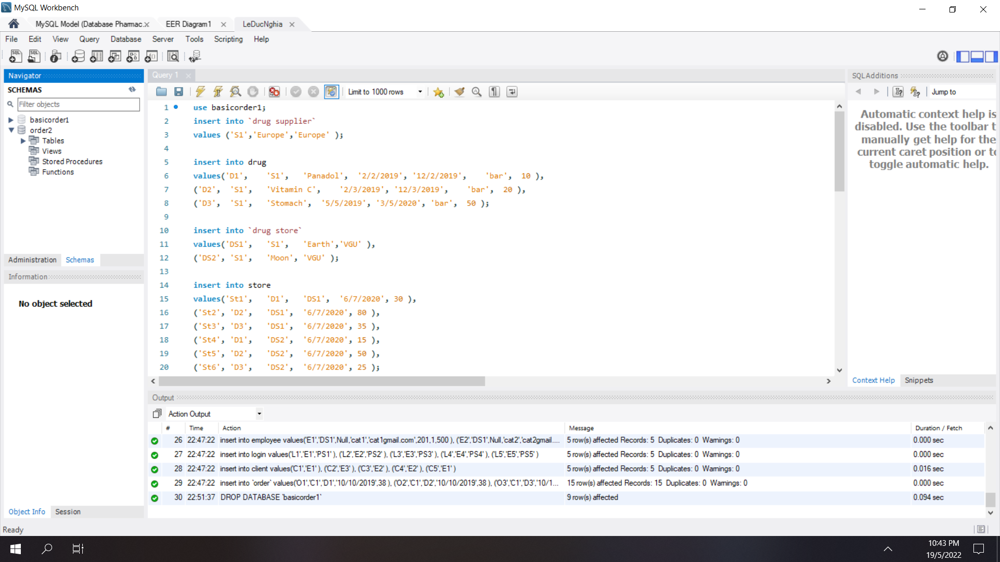 MySQL Workbench
MySQL Model (Database Pharmac.
EER Diagram1
LeDucNghia
File Edit View Query Database Server Tools Scripting Help
Navigator
SCHEMAS
Filter objects
basicorder1
order2
Tables
Views
Stored Procedures
Functions
Administration Schemas
Information
No object selected
Object Info Session
Query 1
Limit to 1000 rows
1 use basicorder1;
2 insert into `drug supplier`
3 values ('S1','Europe','Europe' );
4
5 insert into drug
6 values('D1', 'S1', 'Panadol', '2/2/2019', '12/2/2019', 'bar', 10 ),
7 ('D2', 'S1', 'Vitamin C', '2/3/2019', '12/3/2019', 'bar', 20 ),
8 ('D3', 'S1', 'Stomach', '5/5/2019', '3/5/2020', 'bar', 50 );
9
10 insert into `drug store`
11 values('DS1', 'S1', 'Earth','VGU' ),
12 ('DS2', 'S1', 'Moon', 'VGU' );
13
14 insert into store
15 values('St1', 'D1', 'DS1', '6/7/2020', 30 ),
16 ('St2', 'D2', 'DS1', '6/7/2020', 80 ),
17 ('St3', 'D3', 'DS1', '6/7/2020', 35 ),
18 ('St4', 'D1', 'DS2', '6/7/2020', 15 ),
19 ('St5', 'D2', 'DS2', '6/7/2020', 50 ),
20 ('St6', 'D3', 'DS2', '6/7/2020', 25 );
SQLAdditions
Jump to
Automatic context help is
disabled. Use the toolbar t
manually get help for the
current caret position or to
toggle automatic help.
Context Help Snippets
Output
Action Output
# Time Action Message Duration / Fetch
26 22:47:22 insert into employee values('E1','DS1',Null,'cat1','cat1gmail.com',201,1,500 ), ('E2','DS1',Null,'cat2','cat2gmail.... 5 row(s) affected Records: 5 Duplicates: 0 Warnings: 0 0.000 sec
27 22:47:22 insert into login values('L1','E1','PS1' ), ('L2','E2','PS2' ), ('L3','E3','PS3' ), ('L4','E4','PS4' ), ('L5','E5','PS5' ) 5 row(s) affected Records: 5 Duplicates: 0 Warnings: 0 0.000 sec
28 22:47:22 insert into client values('C1','E1' ), ('C2','E3' ), ('C3','E2' ), ('C4','E2' ), ('C5','E1' ) 5 row(s) affected Records: 5 Duplicates: 0 Warnings: 0 0.016 sec
29 22:47:22 insert into `order` values('O1','C1','D1','10/10/2019',38 ), ('O2','C1','D2','10/10/2019',38 ), ('O3','C1','D3','10/1... 15 row(s) affected Records: 15 Duplicates: 0 Warnings: 0 0.000 sec
30 22:51:37 DROP DATABASE `basicorder1` 9 row(s) affected 0.094 sec
Ready
10:43 PM
19/5/2022